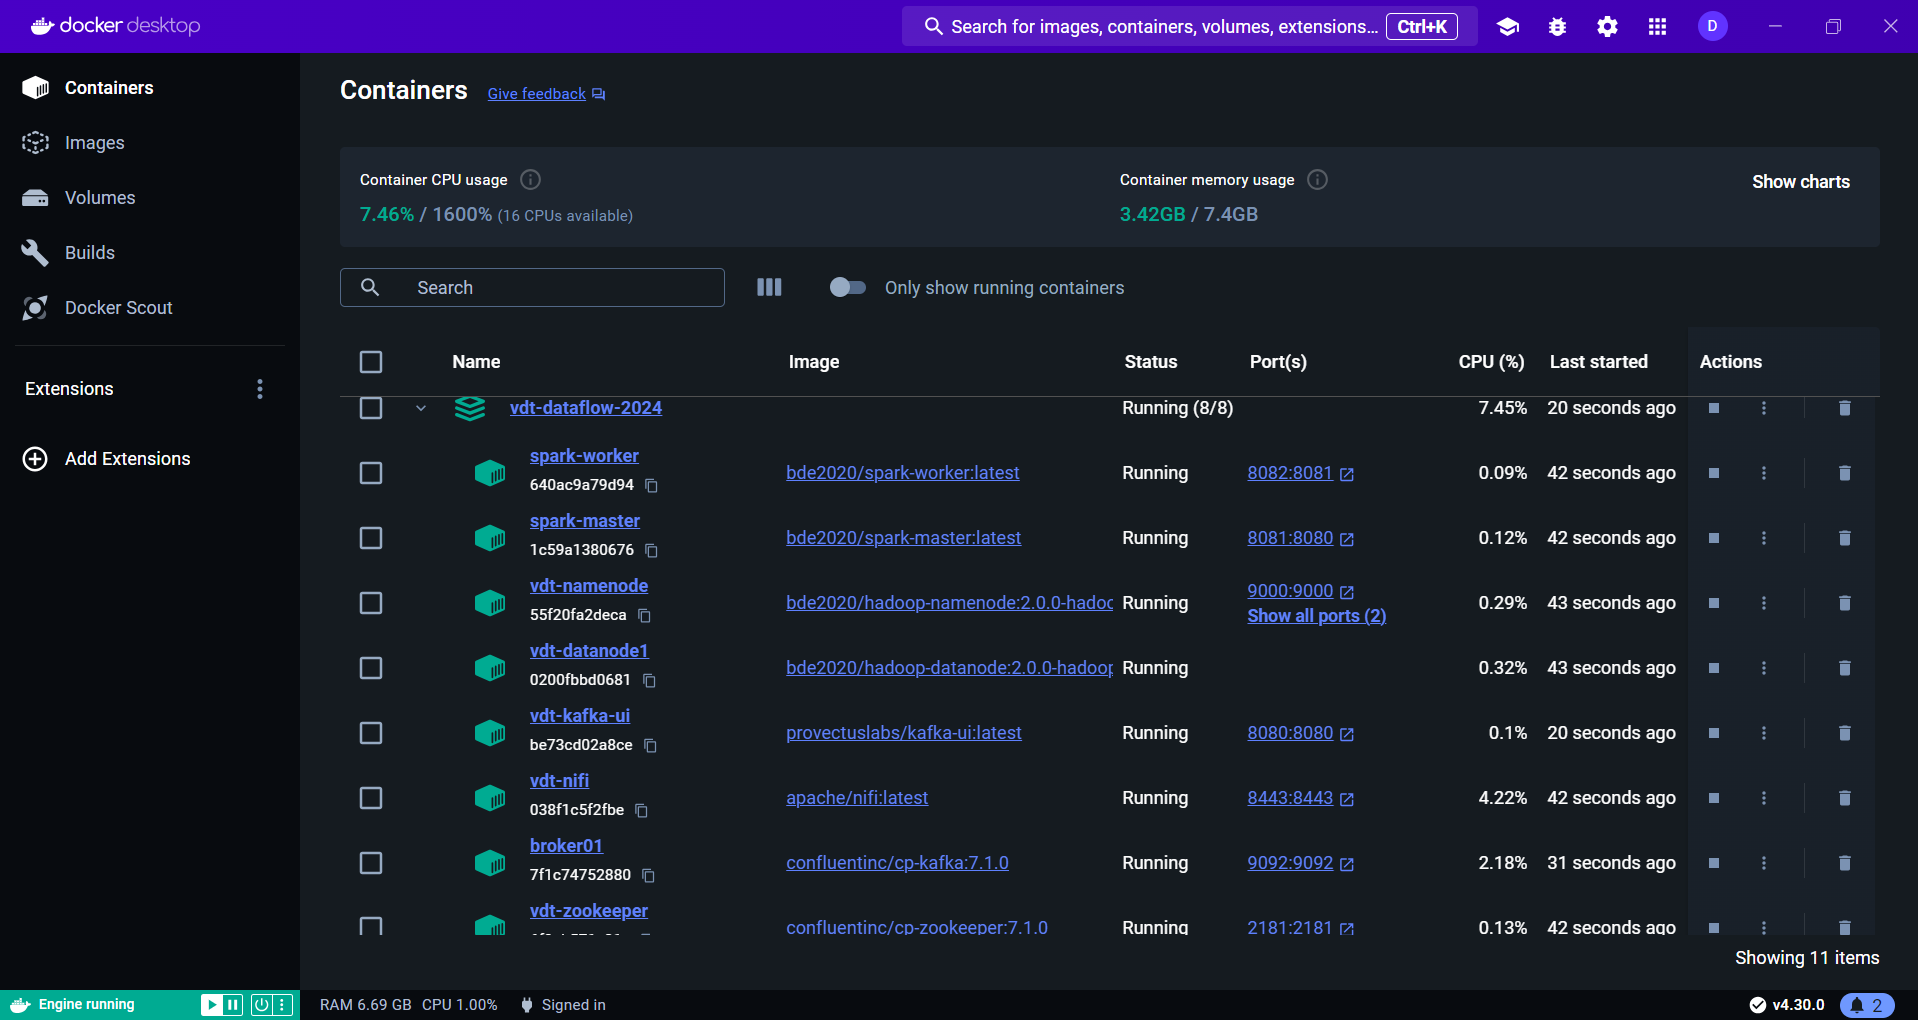 docker desktop
Search for images, containers, volumes, extensions... Ctrl+K
D
Containers
Images
Volumes
Builds
Docker Scout
Extensions
Add Extensions
Containers Give feedback
Container CPU usage
7.46% / 1600% (16 CPUs available)
Container memory usage
3.42GB / 7.4GB
Show charts
Search
Only show running containers
Name Image Status Port(s) CPU (%) Last started Actions
vdt-dataflow-2024 Running (8/8) 7.45% 20 seconds ago
spark-worker
640ac9a79d94
bde2020/spark-worker:latest Running 8082:8081 0.09% 42 seconds ago
spark-master
1c59a1380676
bde2020/spark-master:latest Running 8081:8080 0.12% 42 seconds ago
vdt-namenode
55f20fa2deca
bde2020/hadoop-namenode:2.0.0-hadoc Running 9000:9000
Show all ports (2)
0.29% 43 seconds ago
vdt-datanode1
0200fbbd0681
bde2020/hadoop-datanode:2.0.0-hadoop Running 0.32% 43 seconds ago
vdt-kafka-ui
be73cd02a8ce
provectuslabs/kafka-ui:latest Running 8080:8080 0.1% 20 seconds ago
vdt-nifi
038f1c5f2fbe
apache/nifi:latest Running 8443:8443 4.22% 42 seconds ago
broker01
7f1c74752880
confluentinc/cp-kafka:7.1.0 Running 9092:9092 2.18% 31 seconds ago
vdt-zookeeper
confluentinc/cp-zookeeper:7.1.0 Running 2181:2181 0.13% 42 seconds ago
Showing 11 items
Engine running
RAM 6.69 GB CPU 1.00% Signed in
v4.30.0
2